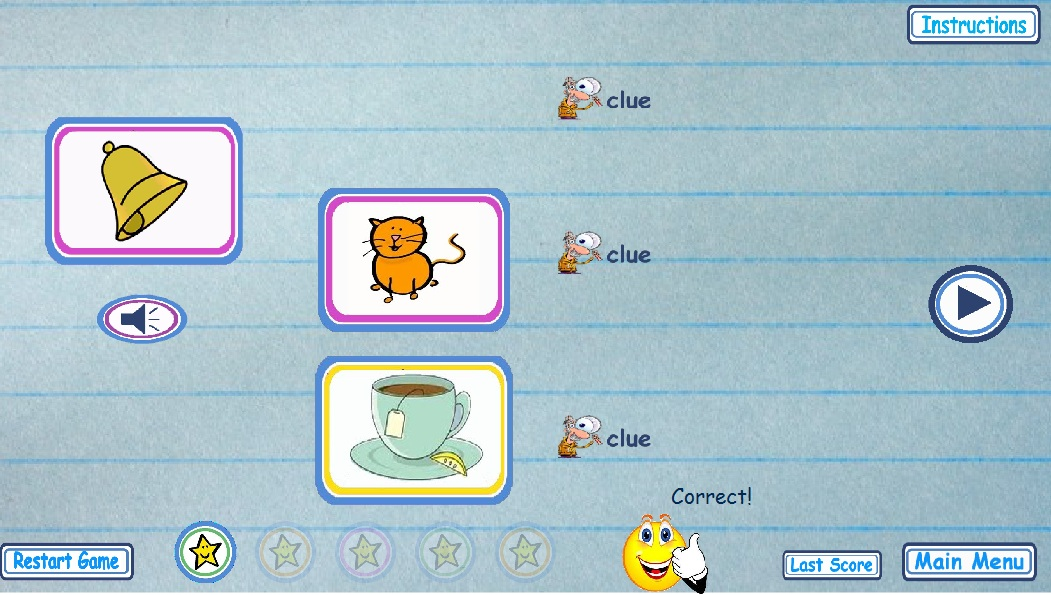 Instructions
clue
clue
clue
Correct!
Restart Game
Last Score
Main Menu